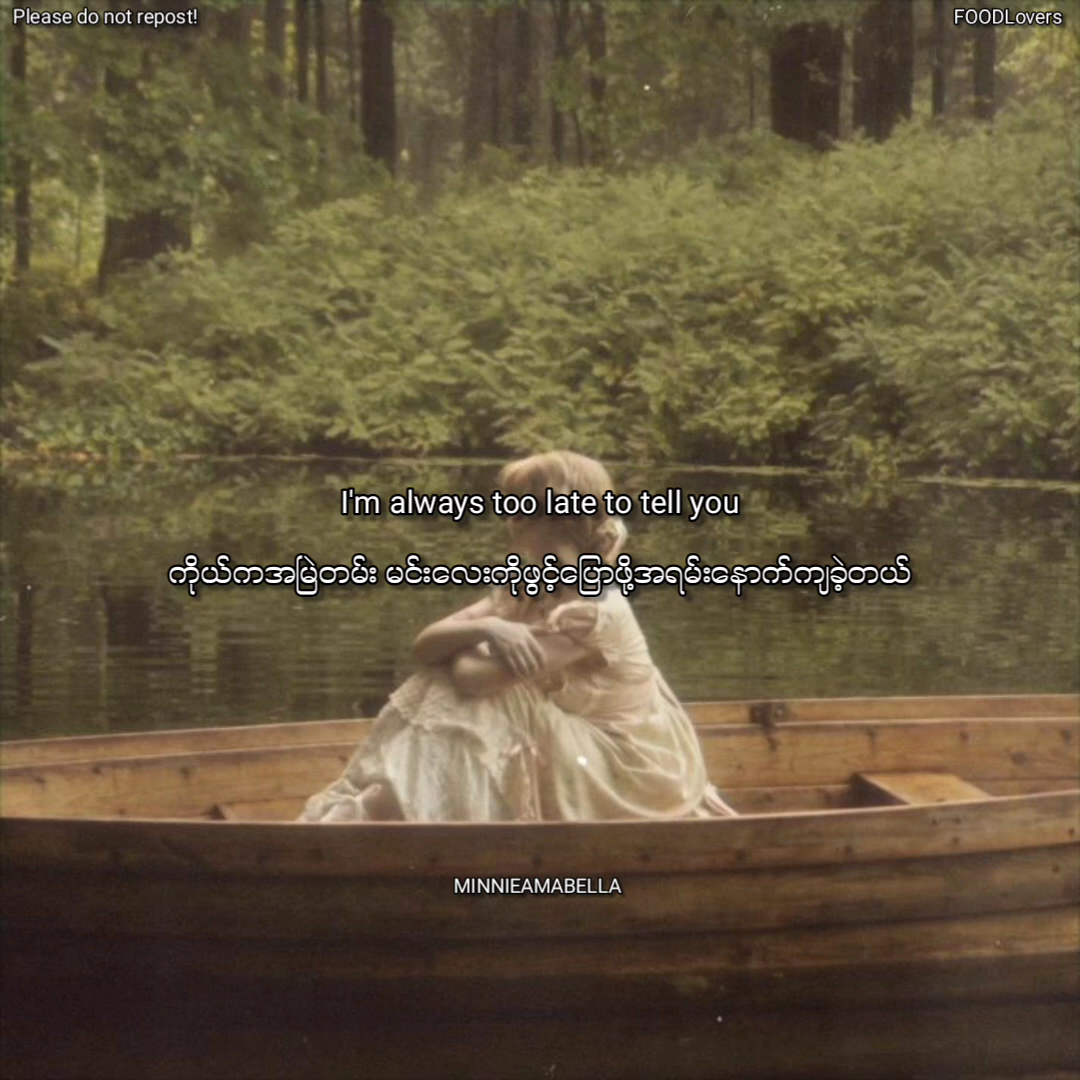 Please do not repost!
FOODLovers
I'm always too late to tell you
ကိုယ်ကအမြဲတမ်း မင်းလေးကိုဖွင့်ပြောဖို့အရမ်းနောက်ကျခဲ့တယ်
MINNIEAMABELLA